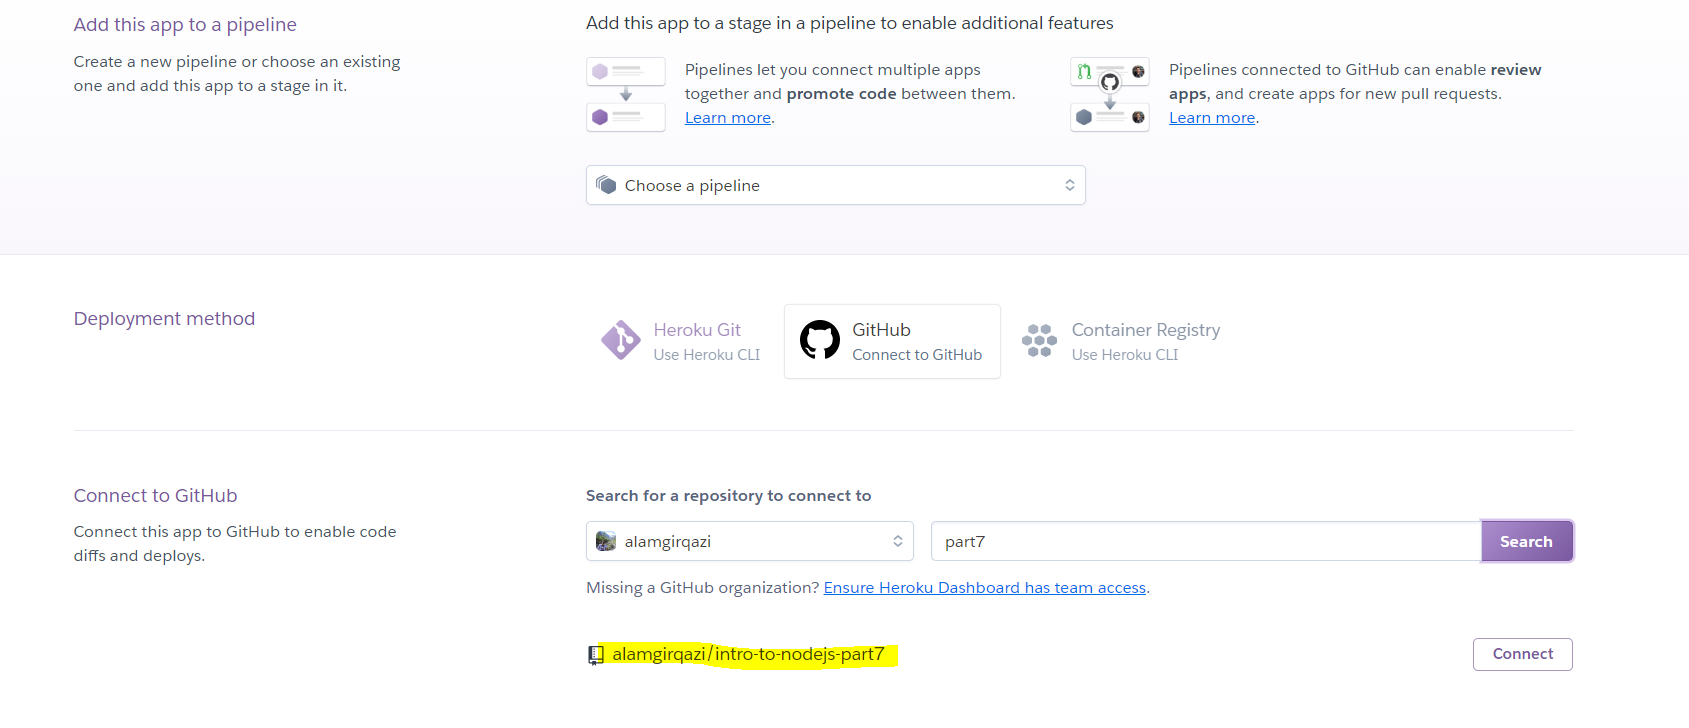 Add this app to a pipeline
Create a new pipeline or choose an existing
one and add this app to a stage in it.
Add this app to a stage in a pipeline to enable additional features
Pipelines let you connect multiple apps
together and promote code between them.
Learn more.
Pipelines connected to GitHub can enable review
apps, and create apps for new pull requests.
Learn more.
Choose a pipeline
Deployment method
Heroku Git
Use Heroku CLI
GitHub
Connect to GitHub
Container Registry
Use Heroku CLI
Connect to GitHub
Connect this app to GitHub to enable code
diffs and deploys.
Search for a repository to connect to
alamgirqazi
part7
Search
Missing a GitHub organization? Ensure Heroku Dashboard has team access.
alamgirqazi/intro-to-nodejs-part7
Connect